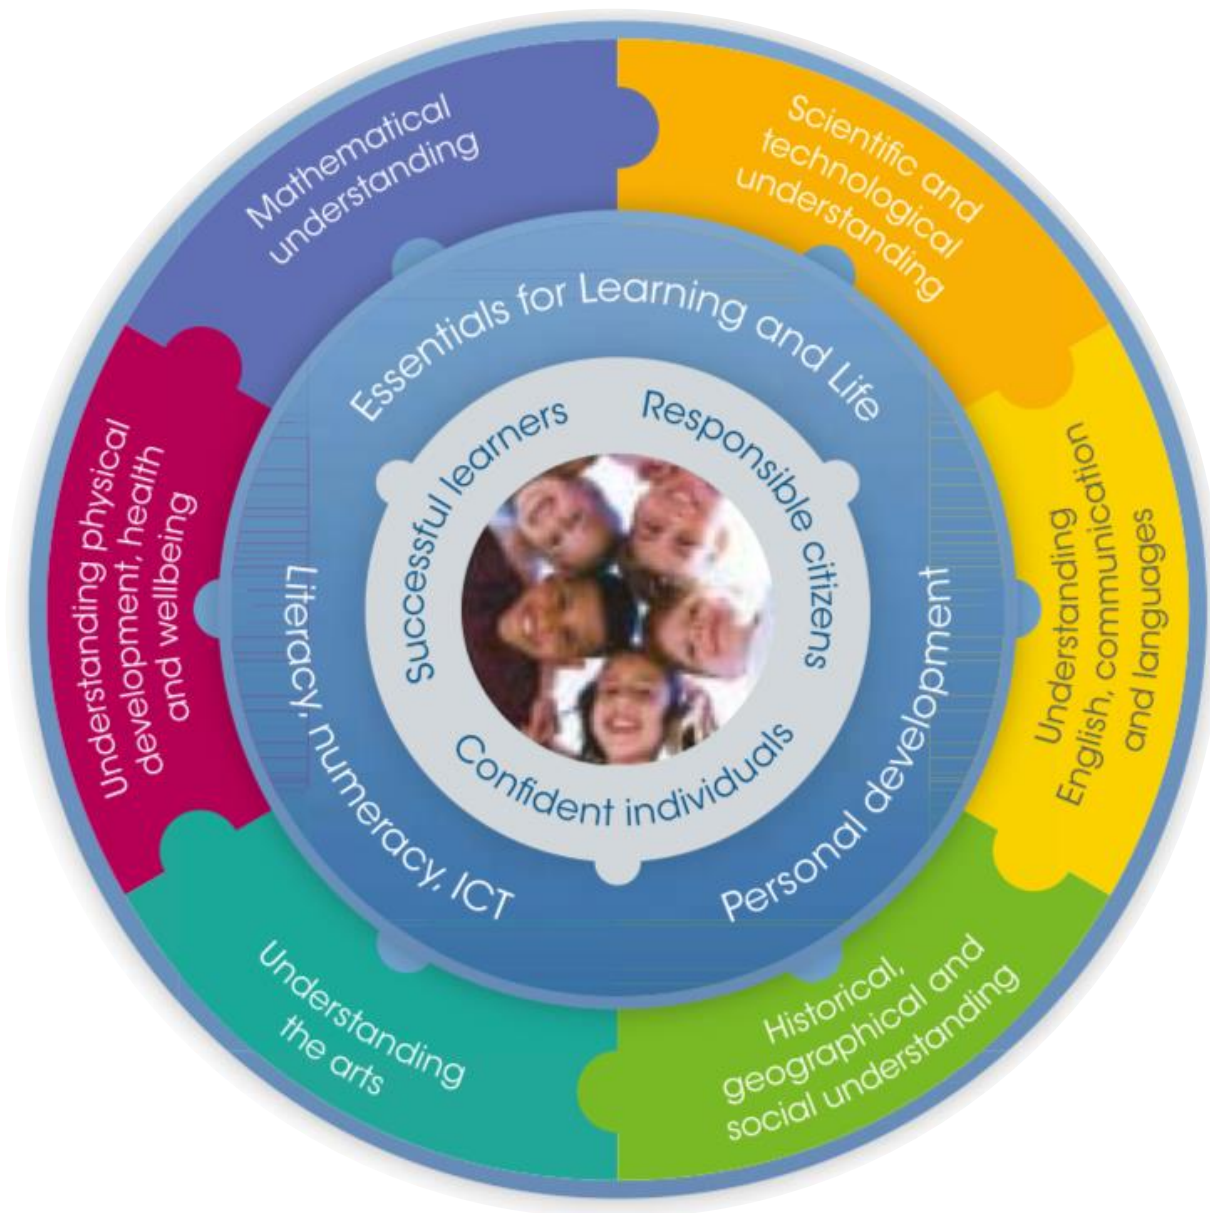 Mathematical
understanding
Scientific and
technological
understanding
Understanding
English, communication
and languages
Historical,
geographical and
social understanding
Understanding
the arts
Understanding physical
development, health
and wellbeing
Essentials for Learning and Life
Personal development
Literacy, numeracy, ICT
Successful learners
Responsible citizens
Confident individuals